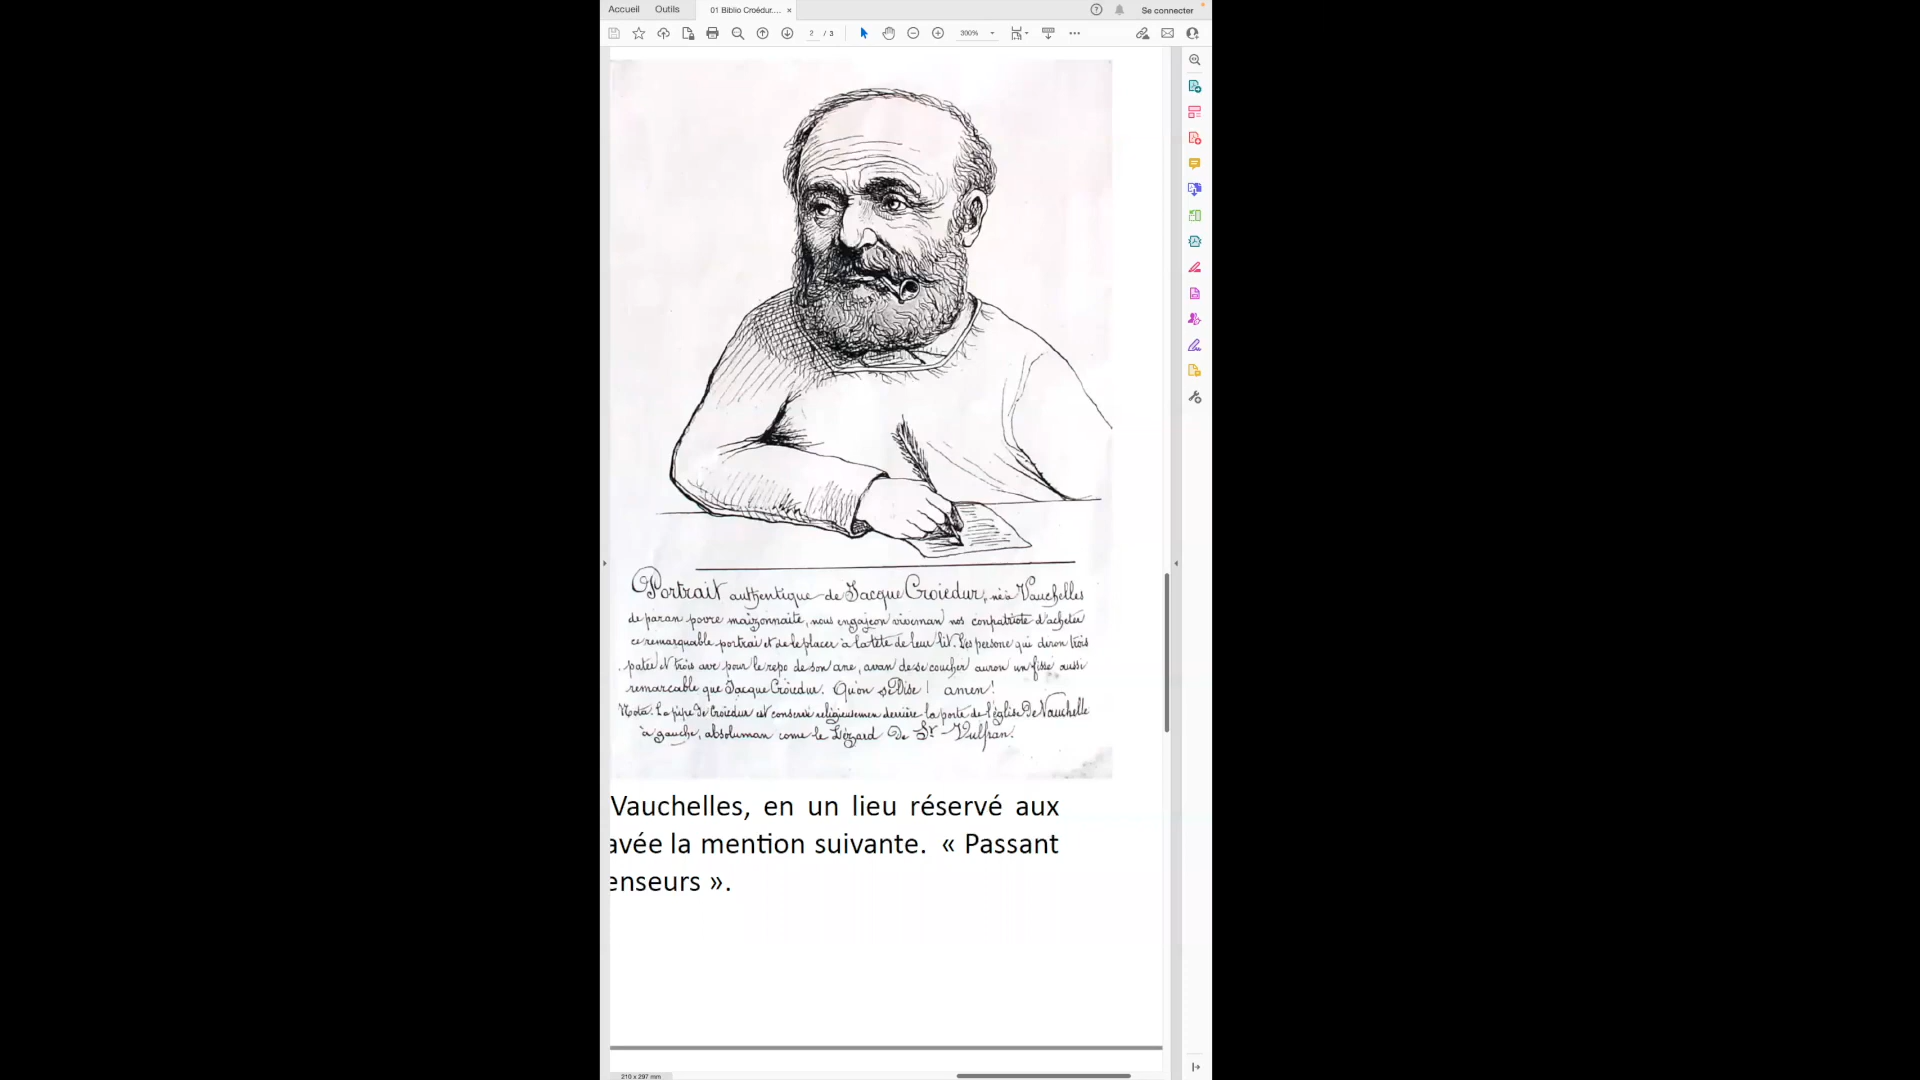 Accueil Outils 01 Biblio Croédur.... × Se connecter
2 / 3 300%
Portrait authentique de Jacque Croiedur, né à Vauchelles
de paran povre maizonnaite, nous engajeon viveman nos conpatriote d'acheter
ce remarquable portrai et de le placer à la tête de leur lit. Les persone qui diron trois
patée et trois ave pour le repo de son ame, avan de se coucher auron un fisse aussi
remarcable que Jacque Croiedur. Qu'on se Dise ! amen !
Nota. La pipe de Croiedur est conservé religieusemen derrière la porte de l'église De Vauchelle
à gauche, absoluman come le Lézard De St-Vulfran.
Vauchelles, en un lieu réservé aux
avée la mention suivante. « Passant
enseurs ».
210 x 297 mm